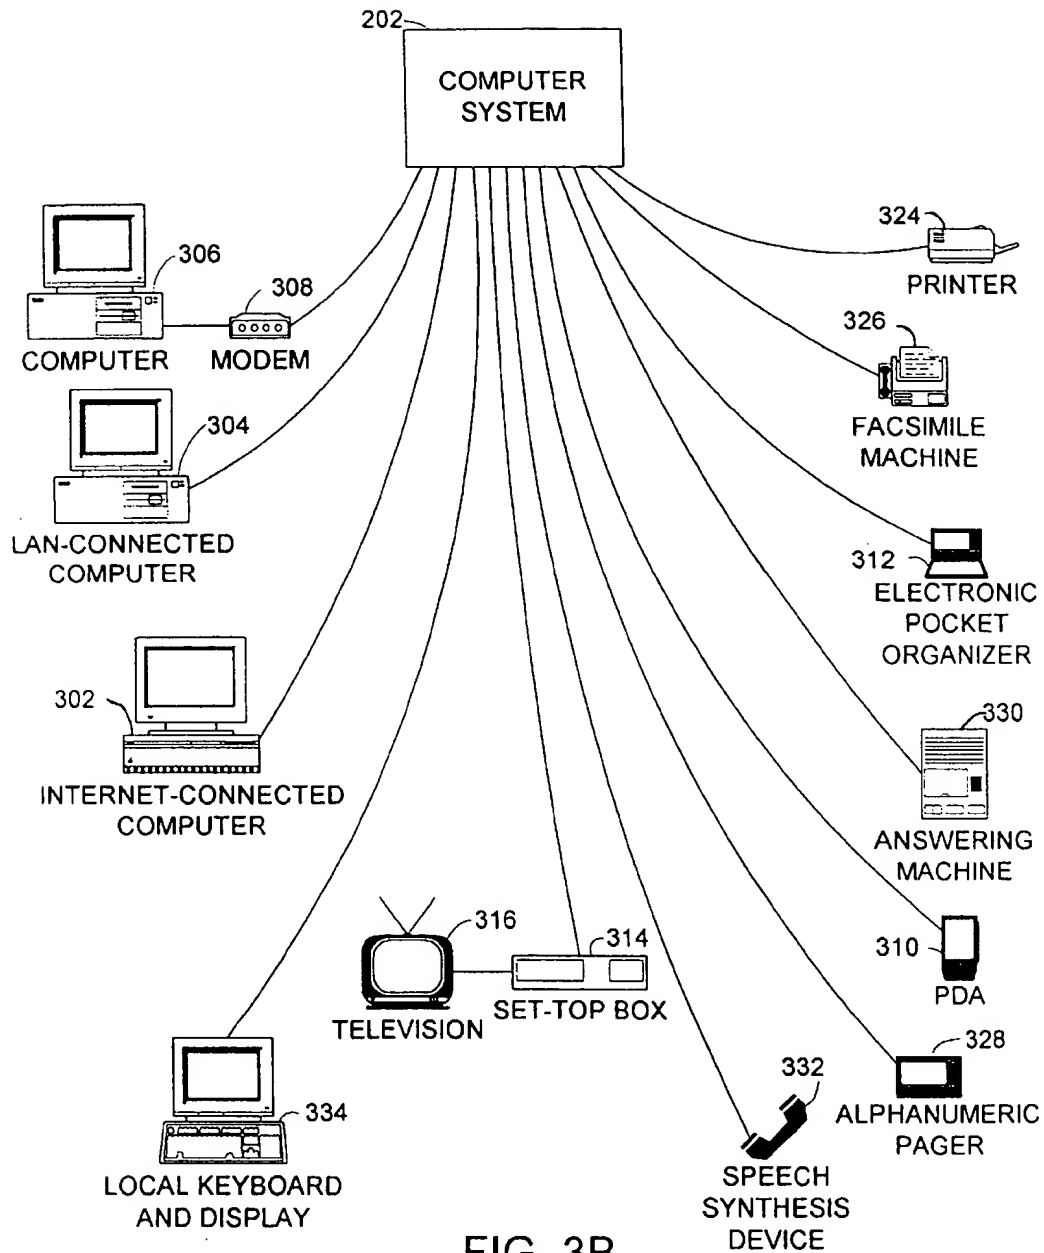 202
COMPUTER
SYSTEM
306
308
COMPUTER
MODEM
304
LAN-CONNECTED
COMPUTER
302
INTERNET-CONNECTED
COMPUTER
316
314
TELEVISION
SET-TOP BOX
334
LOCAL KEYBOARD
AND DISPLAY
324
PRINTER
326
FACSIMILE
MACHINE
312
ELECTRONIC
POCKET
ORGANIZER
330
ANSWERING
MACHINE
310
PDA
328
ALPHANUMERIC
PAGER
332
SPEECH
SYNTHESIS
DEVICE
FIG. 3B